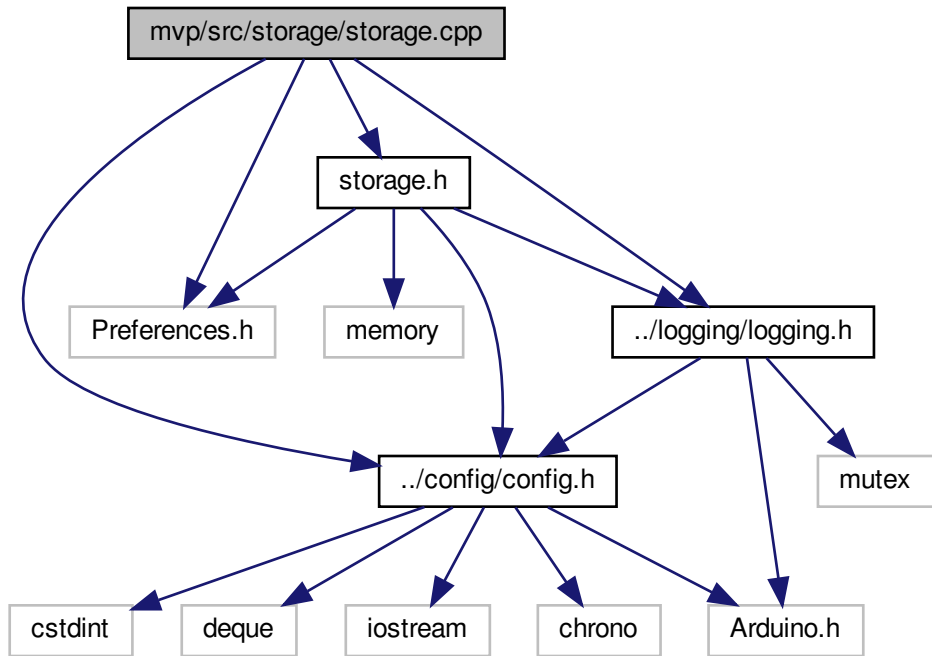 mvp/src/storage/storage.cpp
storage.h
Preferences.h
memory
../logging/logging.h
../config/config.h
mutex
cstdint
deque
iostream
chrono
Arduino.h